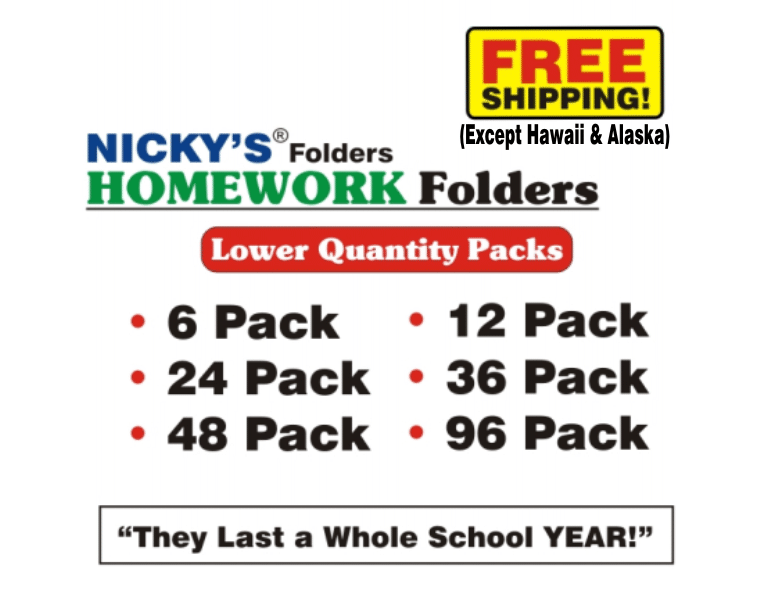 FREE
SHIPPING!
(Except Hawaii & Alaska)
NICKY'S® Folders
HOMEWORK Folders
Lower Quantity Packs
• 6 Pack • 12 Pack
• 24 Pack • 36 Pack
• 48 Pack • 96 Pack
“They Last a Whole School YEAR!”